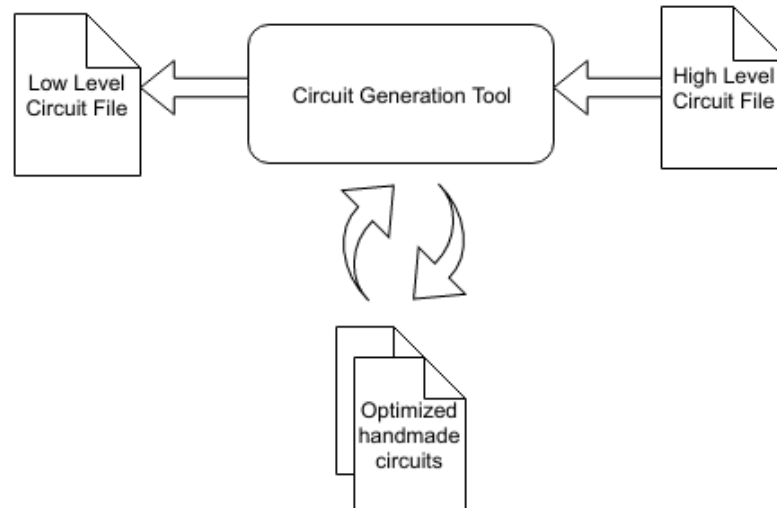 Low Level
Circuit File
Circuit Generation Tool
High Level
Circuit File
Optimized
handmade
circuits